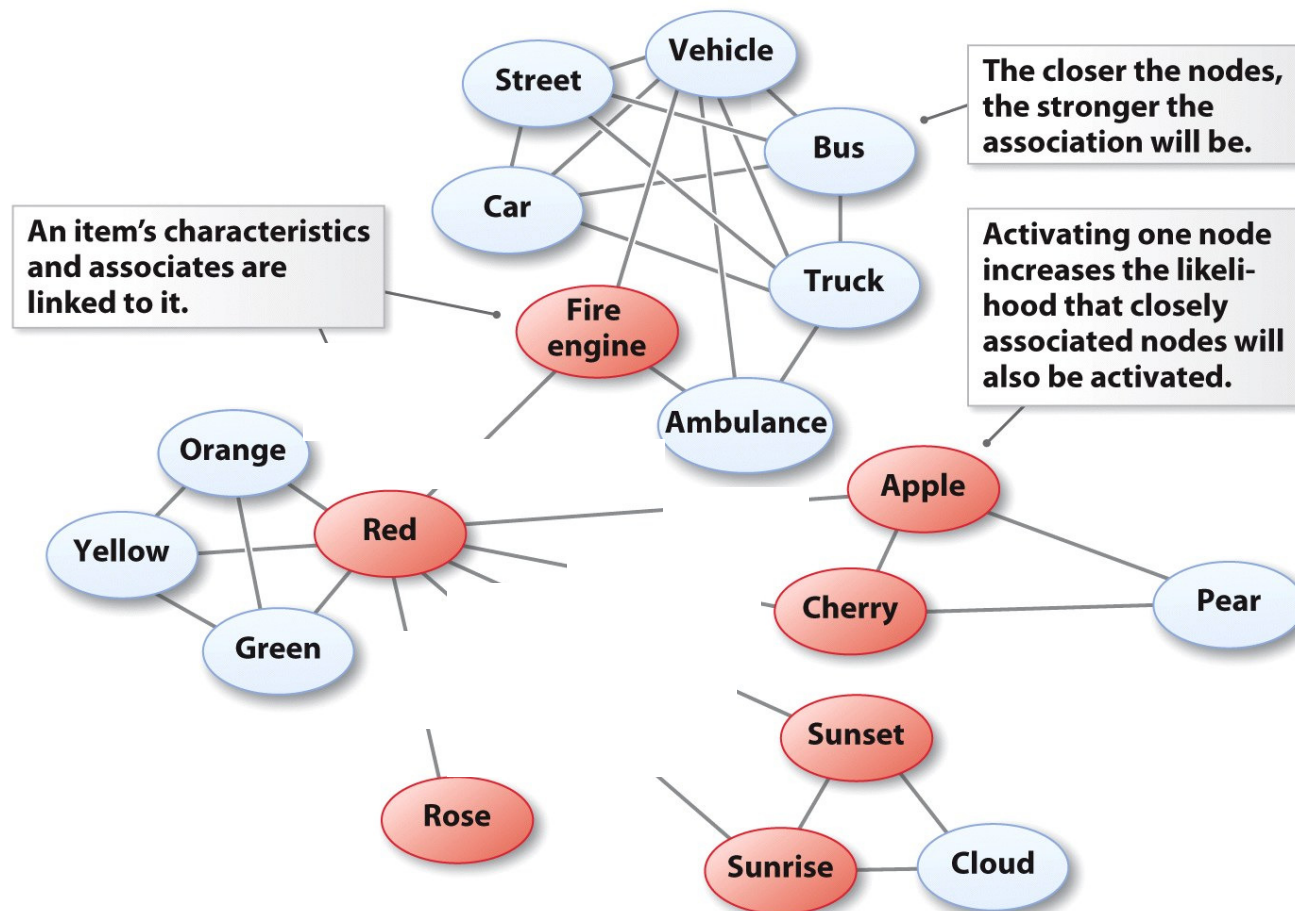 Vehicle
Street
The closer the nodes,
the stronger the
association will be.
Bus
Car
An item's characteristics
and associates are
linked to it.
Activating one node
increases the likeli-
hood that closely
associated nodes will
also be activated.
Truck
Fire
engine
Ambulance
Orange
Apple
Red
Yellow
Cherry
Pear
Green
Sunset
Rose
Sunrise
Cloud